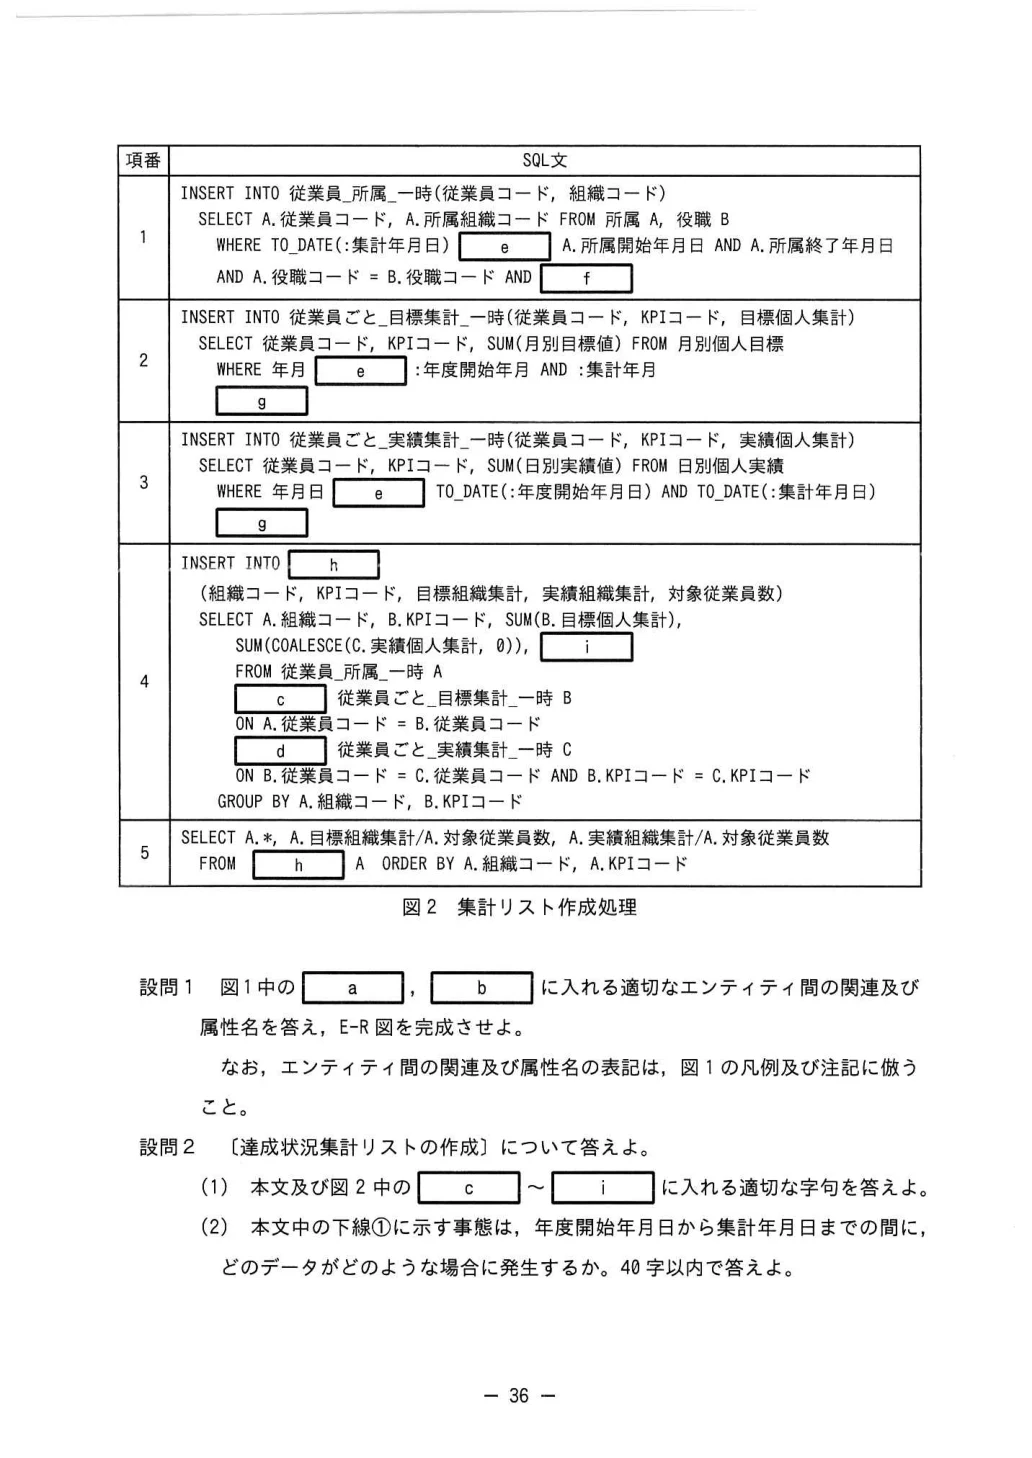 項番 SQL文
1
INSERT INTO 従業員_所属_一時(従業員コード, 組織コード)
SELECT A.従業員コード, A.所属組織コード FROM 所属 A, 役職 B
WHERE TO_DATE(:集計年月日) e A.所属開始年月日 AND A.所属終了年月日
AND A.役職コード = B.役職コード AND f
2
INSERT INTO 従業員ごと_目標集計_一時(従業員コード, KPIコード, 目標個人集計)
SELECT 従業員コード, KPIコード, SUM(月別目標値) FROM 月別個人目標
WHERE 年月 e :年度開始年月 AND :集計年月
g
3
INSERT INTO 従業員ごと_実績集計_一時(従業員コード, KPIコード, 実績個人集計)
SELECT 従業員コード, KPIコード, SUM(日別実績値) FROM 日別個人実績
WHERE 年月日 e TO_DATE(:年度開始年月日) AND TO_DATE(:集計年月日)
g
4
INSERT INTO h
(組織コード, KPIコード, 目標組織集計, 実績組織集計, 対象従業員数)
SELECT A.組織コード, B.KPIコード, SUM(B.目標個人集計),
SUM(COALESCE(C.実績個人集計, 0)), i
FROM 従業員_所属_一時 A
c 従業員ごと_目標集計_一時 B
ON A.従業員コード = B.従業員コード
d 従業員ごと_実績集計_一時 C
ON B.従業員コード = C.従業員コード AND B.KPIコード = C.KPIコード
GROUP BY A.組織コード, B.KPIコード
5
SELECT A.*, A.目標組織集計/A.対象従業員数, A.実績組織集計/A.対象従業員数
FROM h A ORDER BY A.組織コード, A.KPIコード
図2 集計リスト作成処理
設問1 図1中の a , b に入れる適切なエンティティ間の関連及び
属性名を答え，E-R図を完成させよ。
なお，エンティティ間の関連及び属性名の表記は，図1の凡例及び注記に倣う
こと。
設問2 〔達成状況集計リストの作成〕について答えよ。
(1) 本文及び図2中の c ～ i に入れる適切な字句を答えよ。
(2) 本文中の下線①に示す事態は，年度開始年月日から集計年月日までの間に，
どのデータがどのような場合に発生するか。40字以内で答えよ。
－ 36 －